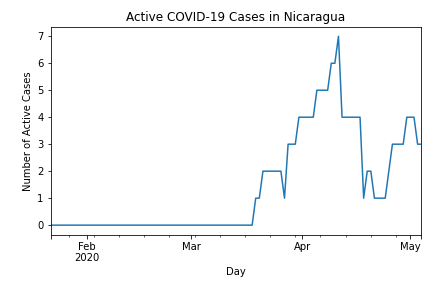 Active COVID-19 Cases in Nicaragua
Number of Active Cases
7
6
5
4
3
2
1
0
Feb Mar Apr May
2020
Day